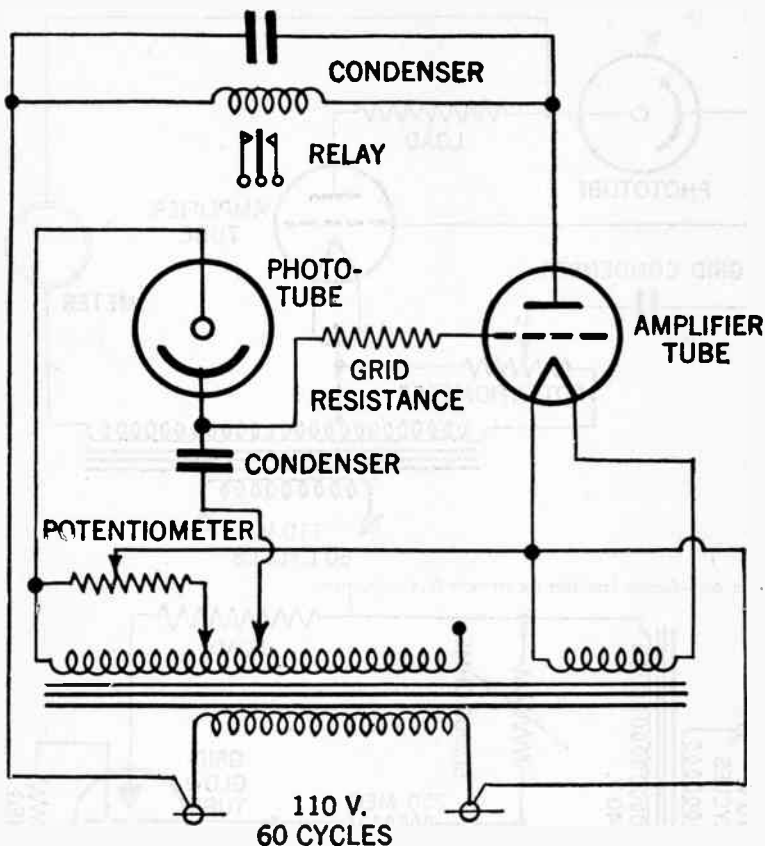 CONDENSER
RELAY
PHOTO-
TUBE
AMPLIFIER
TUBE
GRID
RESISTANCE
CONDENSER
POTENTIOMETER
110 V.
60 CYCLES